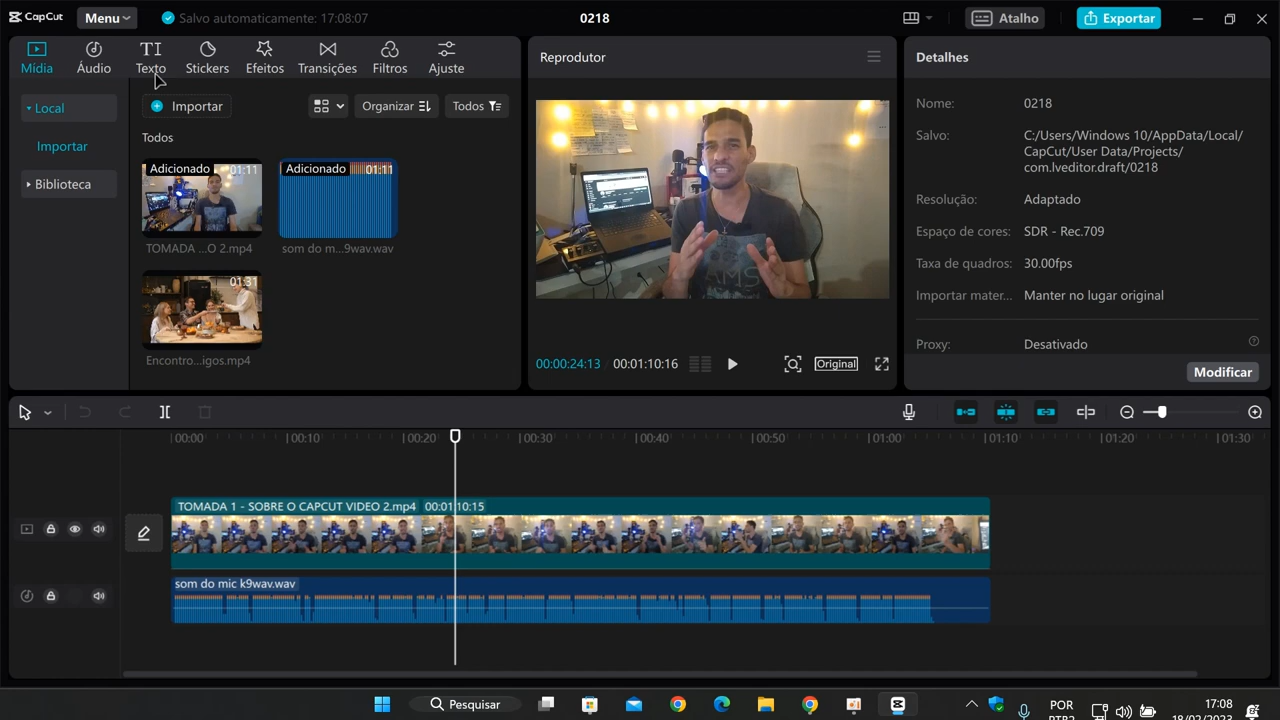 CapCut
Menu
Salvo automaticamente: 17:08:07
0218
Atalho
Exportar
Mídia
Áudio
Texto
Stickers
Efeitos
Transições
Filtros
Ajuste
Local
Importar
Biblioteca
Importar
Organizar
Todos
Todos
Adicionado
01:11
TOMADA ...O 2.mp4
Adicionado
01:11
som do m...9wav.wav
01:31
Encontro...igos.mp4
Reprodutor
00:00:24:13
00:01:10:16
Original
Detalhes
Nome: 0218
Salvo: C:/Users/Windows 10/AppData/Local/
CapCut/User Data/Projects/
com.lveditor.draft/0218
Resolução: Adaptado
Espaço de cores: SDR - Rec.709
Taxa de quadros: 30.00fps
Importar mater... Manter no lugar original
Proxy: Desativado
Modificar
00:00 00:10 00:20 00:30 00:40 00:50 01:00 01:10 01:20 01:30
TOMADA 1 - SOBRE O CAPCUT VIDEO 2.mp4 00:01:10:15
som do mic k9wav.wav
Pesquisar
POR
PTB2
17:08
18/02/2023